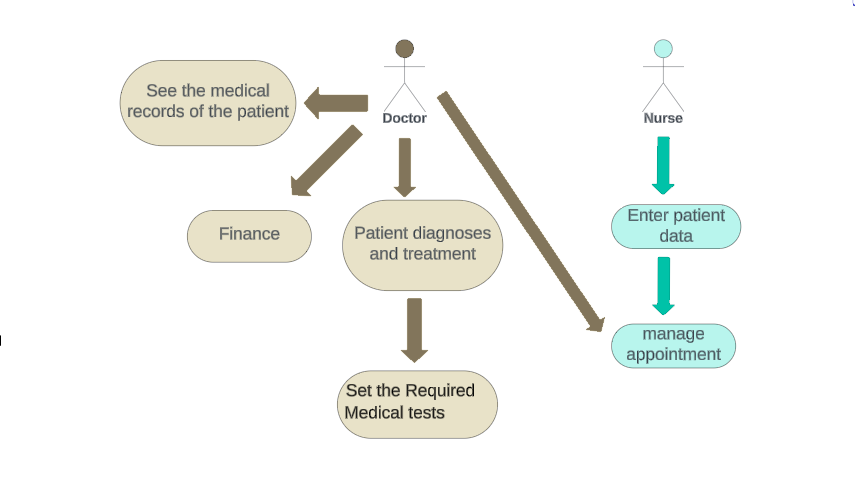 See the medical
records of the patient
Doctor
Nurse
Finance
Patient diagnoses
and treatment
Enter patient
data
manage
appointment
Set the Required
Medical tests